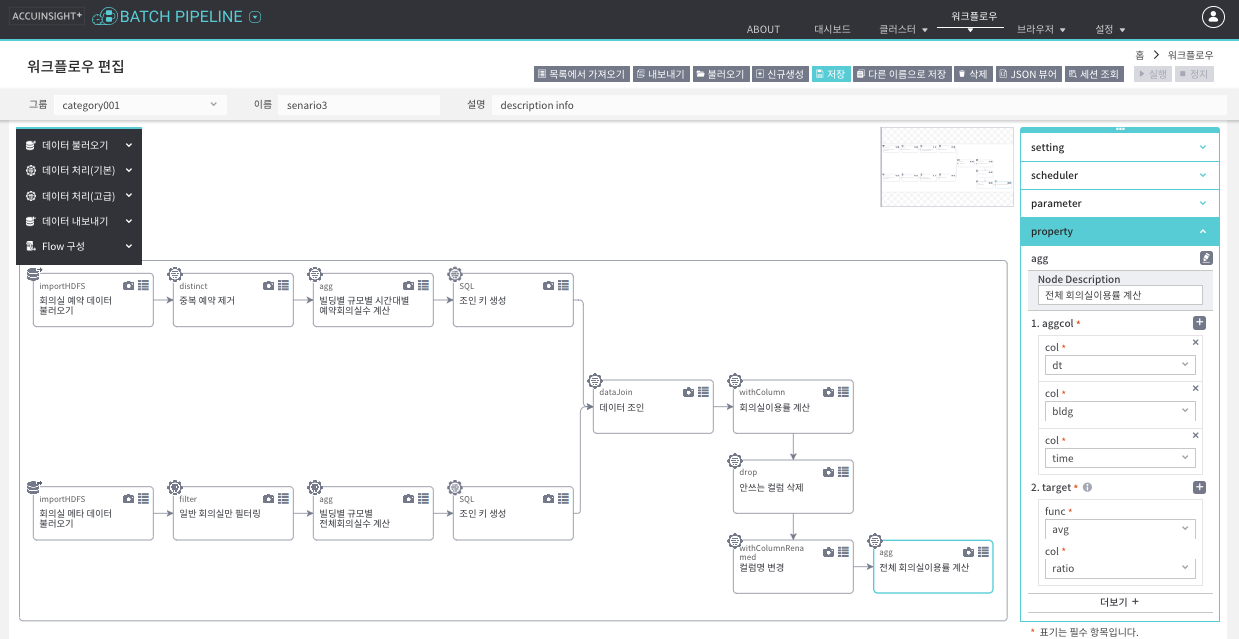 ACCUINSIGHT+ BATCH PIPELINE
ABOUT 대시보드 클러스터 워크플로우 브라우저 설정
홈 워크플로우
워크플로우 편집
목록에서 가져오기 내보내기 불러오기 신규생성 저장 다른 이름으로 저장 삭제 JSON 뷰어 세션 조회 실행 정지
그룹 category001 이름 senario3 설명 description info
데이터 불러오기
데이터 처리(기본)
데이터 처리(고급)
데이터 내보내기
Flow 구성
importHDFS
회의실 예약 데이터
불러오기
distinct
중복 예약 제거
agg
빌딩별 규모별 시간대별
예약회의실수 계산
SQL
조인 키 생성
dataJoin
데이터 조인
withColumn
회의실이용률 계산
drop
안쓰는 컬럼 삭제
importHDFS
회의실 메타 데이터
불러오기
filter
일반 회의실만 필터링
agg
빌딩별 규모별
전체회의실수 계산
SQL
조인 키 생성
withColumnRena
med
컬럼명 변경
agg
전체 회의실이용률 계산
setting
scheduler
parameter
property
agg
Node Description
전체 회의실이용률 계산
1. aggcol *
col *
dt
col *
bldg
col *
time
2. target *
func *
avg
col *
ratio
더보기 +
* 표기는 필수 항목입니다.